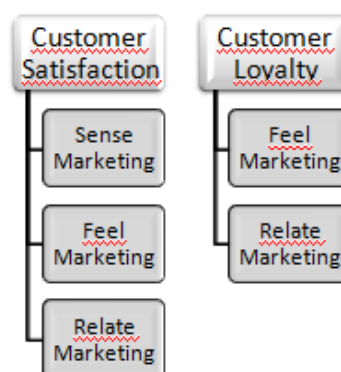 Customer
Satisfaction
Sense
Marketing
Feel
Marketing
Relate
Marketing
Customer
Loyalty
Feel
Marketing
Relate
Marketing